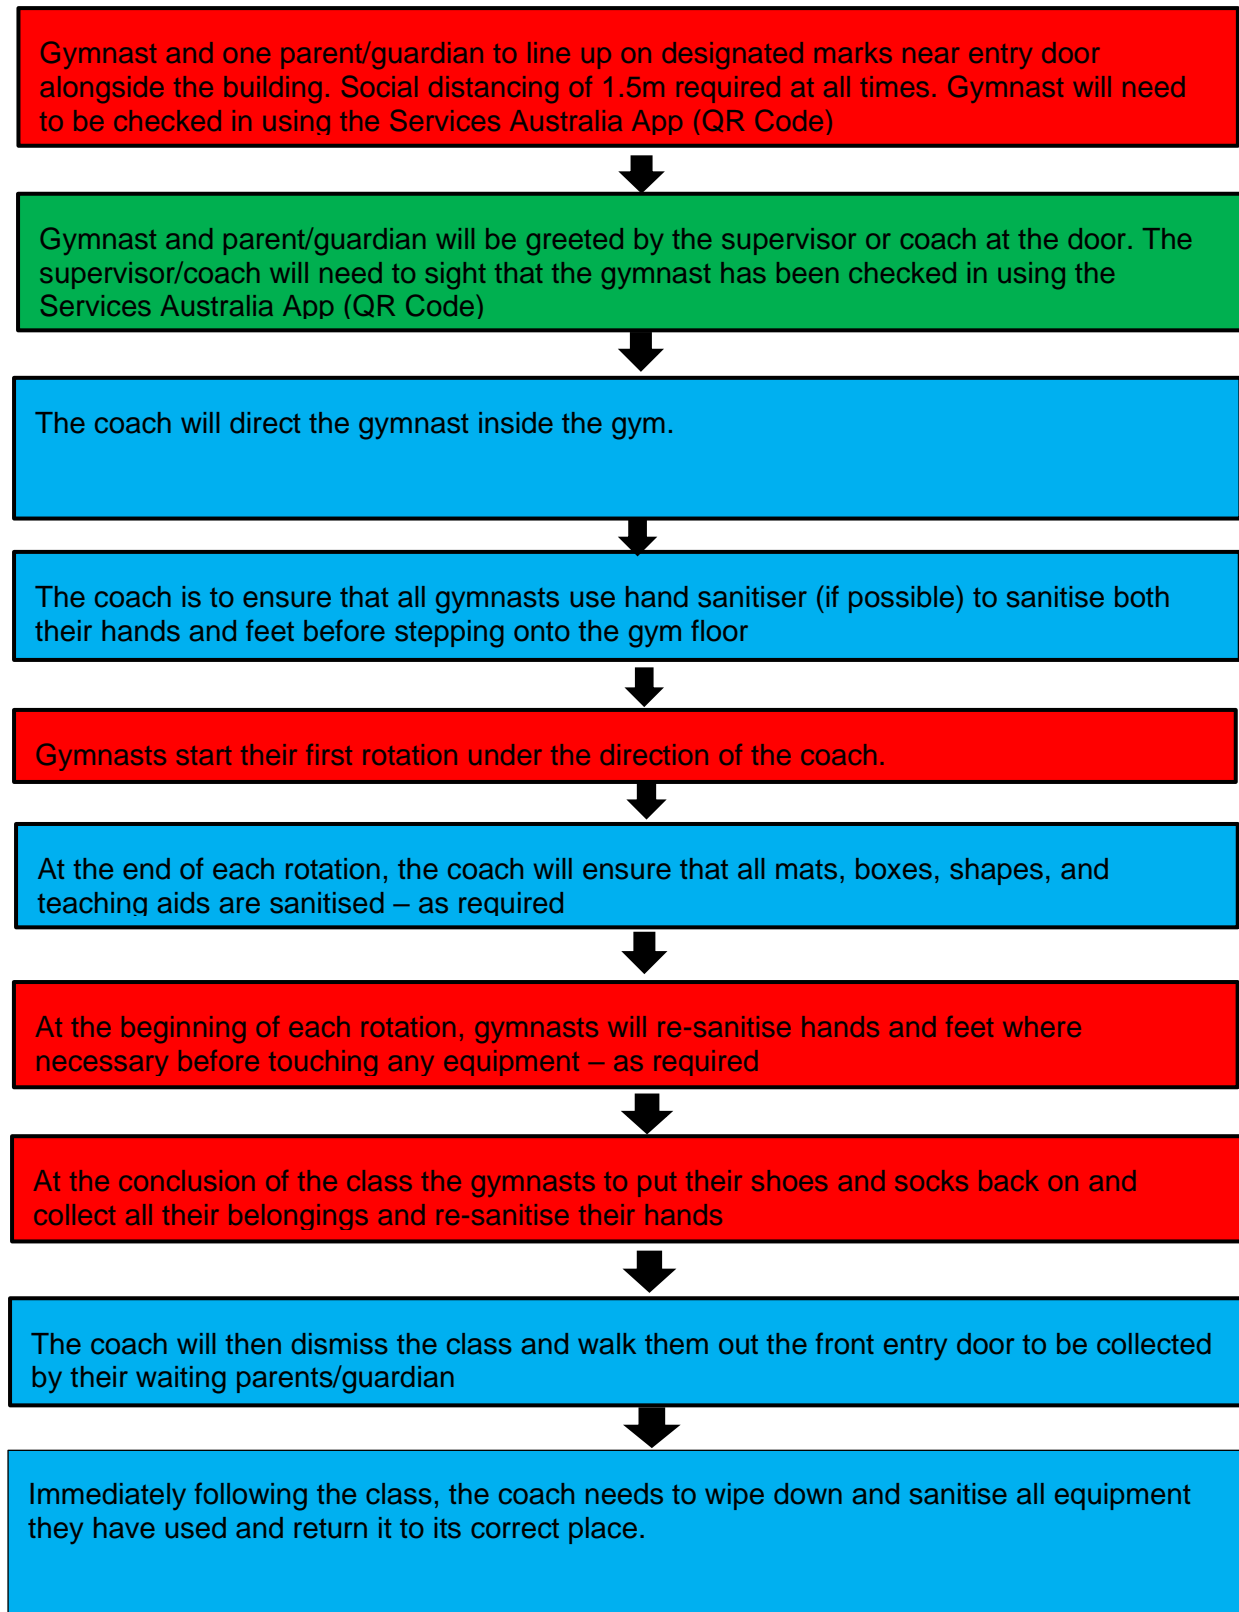 Gymnast and one parent/guardian to line up on designated marks near entry door
alongside the building. Social distancing of 1.5m required at all times. Gymnast will need
to be checked in using the Services Australia App (QR Code)
Gymnast and parent/guardian will be greeted by the supervisor or coach at the door. The
supervisor/coach will need to sight that the gymnast has been checked in using the
Services Australia App (QR Code)
The coach will direct the gymnast inside the gym.
The coach is to ensure that all gymnasts use hand sanitiser (if possible) to sanitise both
their hands and feet before stepping onto the gym floor
Gymnasts start their first rotation under the direction of the coach.
At the end of each rotation, the coach will ensure that all mats, boxes, shapes, and
teaching aids are sanitised – as required
At the beginning of each rotation, gymnasts will re-sanitise hands and feet where
necessary before touching any equipment – as required
At the conclusion of the class the gymnasts to put their shoes and socks back on and
collect all their belongings and re-sanitise their hands
The coach will then dismiss the class and walk them out the front entry door to be collected
by their waiting parents/guardian
Immediately following the class, the coach needs to wipe down and sanitise all equipment
they have used and return it to its correct place.